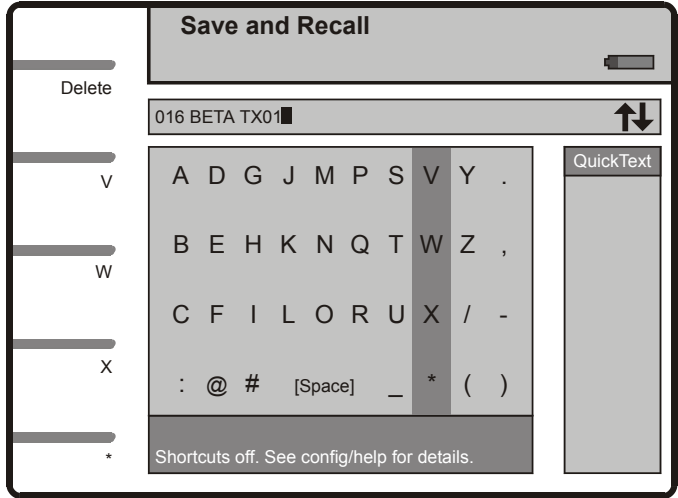 Save and Recall
Delete
016 BETA TX01
QuickText
V
A D G J M P S V Y .
B E H K N Q T W Z ,
W
C F I L O R U X / -
X
: @ # [Space] _ * ( )
*
Shortcuts off. See config/help for details.